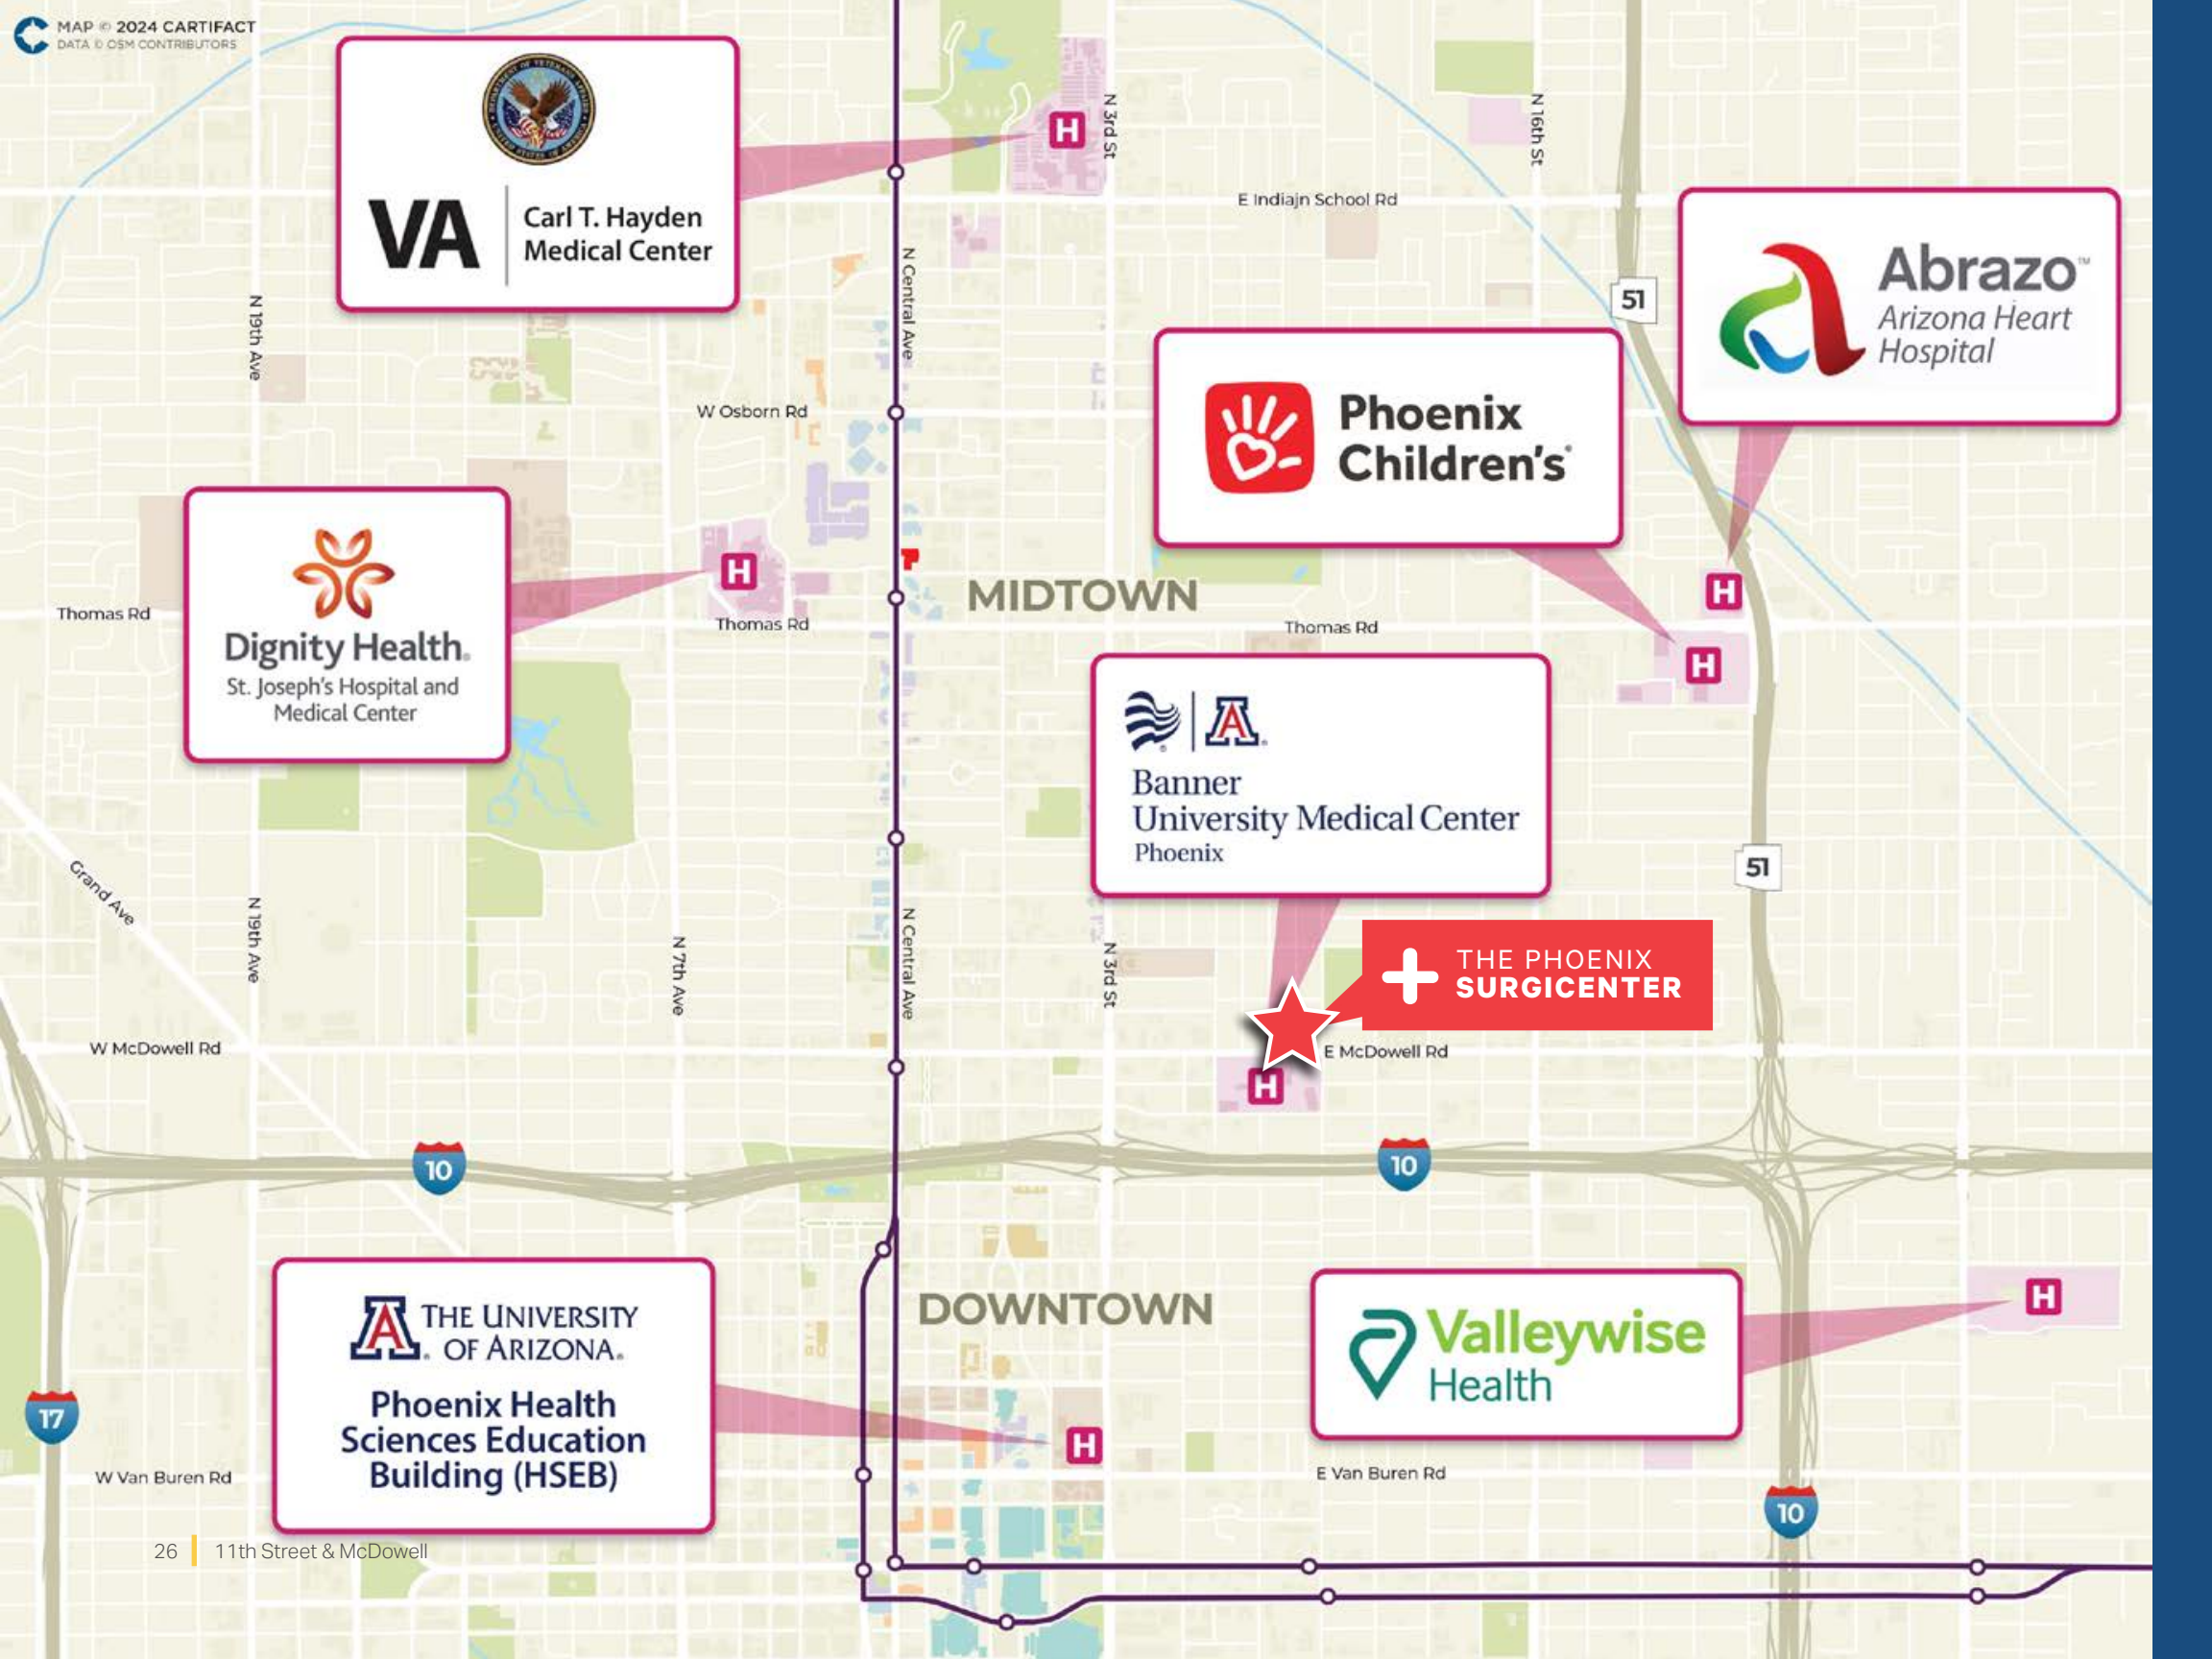 MAP © 2024 CARTIFACT
DATA © OSM CONTRIBUTORS
VA
Carl T. Hayden
Medical Center
H
N 3rd St
N 16th St
E Indiajn School Rd
51
Abrazo™
Arizona Heart
Hospital
N 19th Ave
N Central Ave
W Osborn Rd
Phoenix
Children's
H
H
H
Dignity Health
St. Joseph's Hospital and
Medical Center
Thomas Rd
Thomas Rd
MIDTOWN
Thomas Rd
A
Banner
University Medical Center
Phoenix
51
Grand Ave
N 19th Ave
N 7th Ave
N Central Ave
N 3rd St
THE PHOENIX
SURGICENTER
W McDowell Rd
E McDowell Rd
H
10
10
A THE UNIVERSITY
OF ARIZONA
Phoenix Health
Sciences Education
Building (HSEB)
DOWNTOWN
H
Valleywise
Health
H
17
W Van Buren Rd
E Van Buren Rd
10
26
11th Street & McDowell